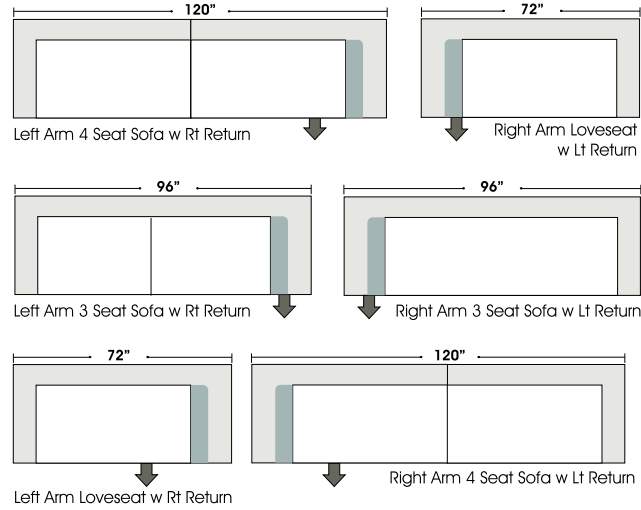 120”
72”
Left Arm 4 Seat Sofa w Rt Return
Right Arm Loveseat
w Lt Return
96”
96”
Left Arm 3 Seat Sofa w Rt Return
Right Arm 3 Seat Sofa w Lt Return
72”
120”
Left Arm Loveseat w Rt Return
Right Arm 4 Seat Sofa w Lt Return